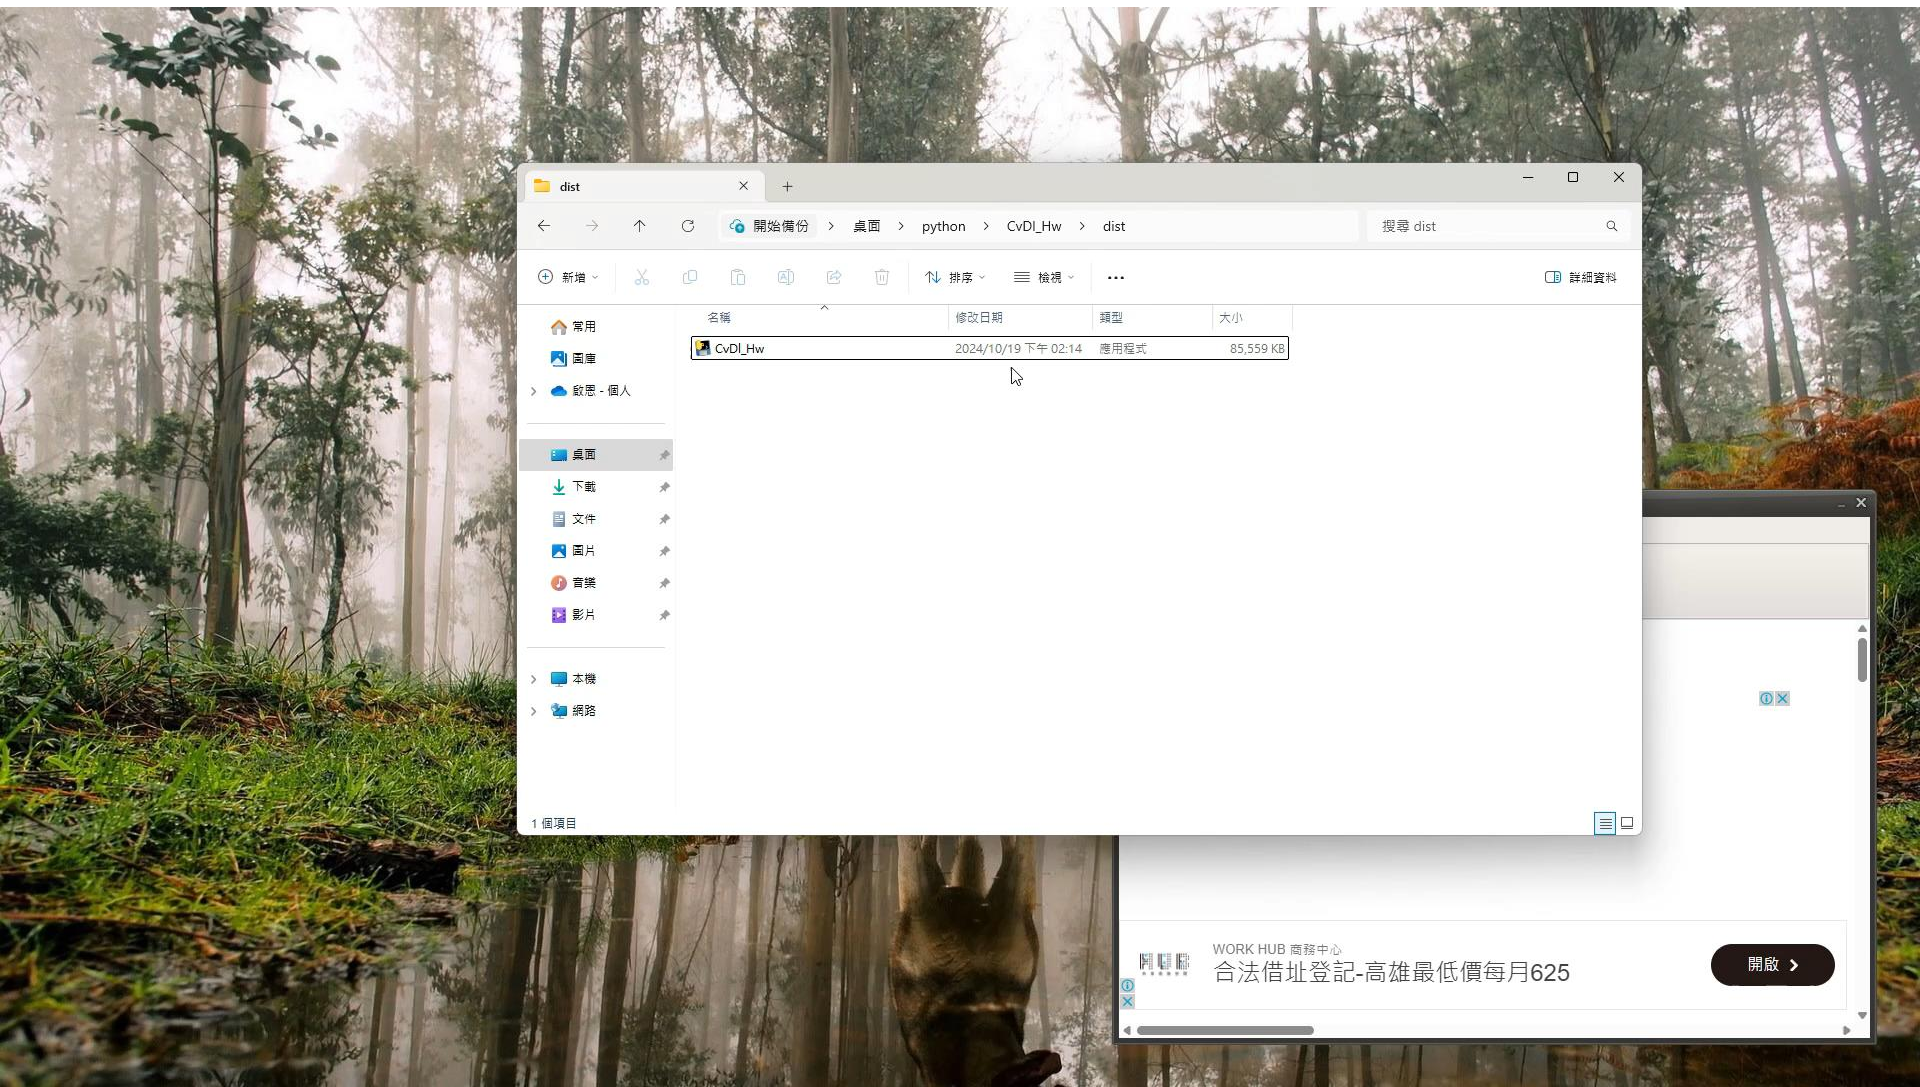 dist
開始備份
桌面
python
CvDl_Hw
dist
搜尋 dist
新增
排序
檢視
詳細資料
名稱
修改日期
類型
大小
CvDl_Hw
2024/10/19 下午 02:14
應用程式
85,559 KB
常用
圖庫
啟恩 - 個人
桌面
下載
文件
圖片
音樂
影片
本機
網路
1 個項目
HUB
WORK HUB 商務中心
合法借址登記-高雄最低價每月625
開啟